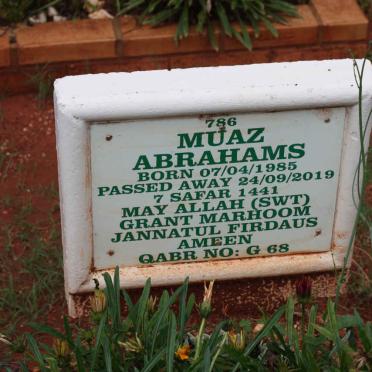 786
MUAZ
ABRAHAMS
BORN 07/04/1985
PASSED AWAY 24/09/2019
7 SAFAR 1441
MAY ALLAH (SWT)
GRANT MARHOOM
JANNATUL FIRDAUS
AMEEN
QABR NO: G 68